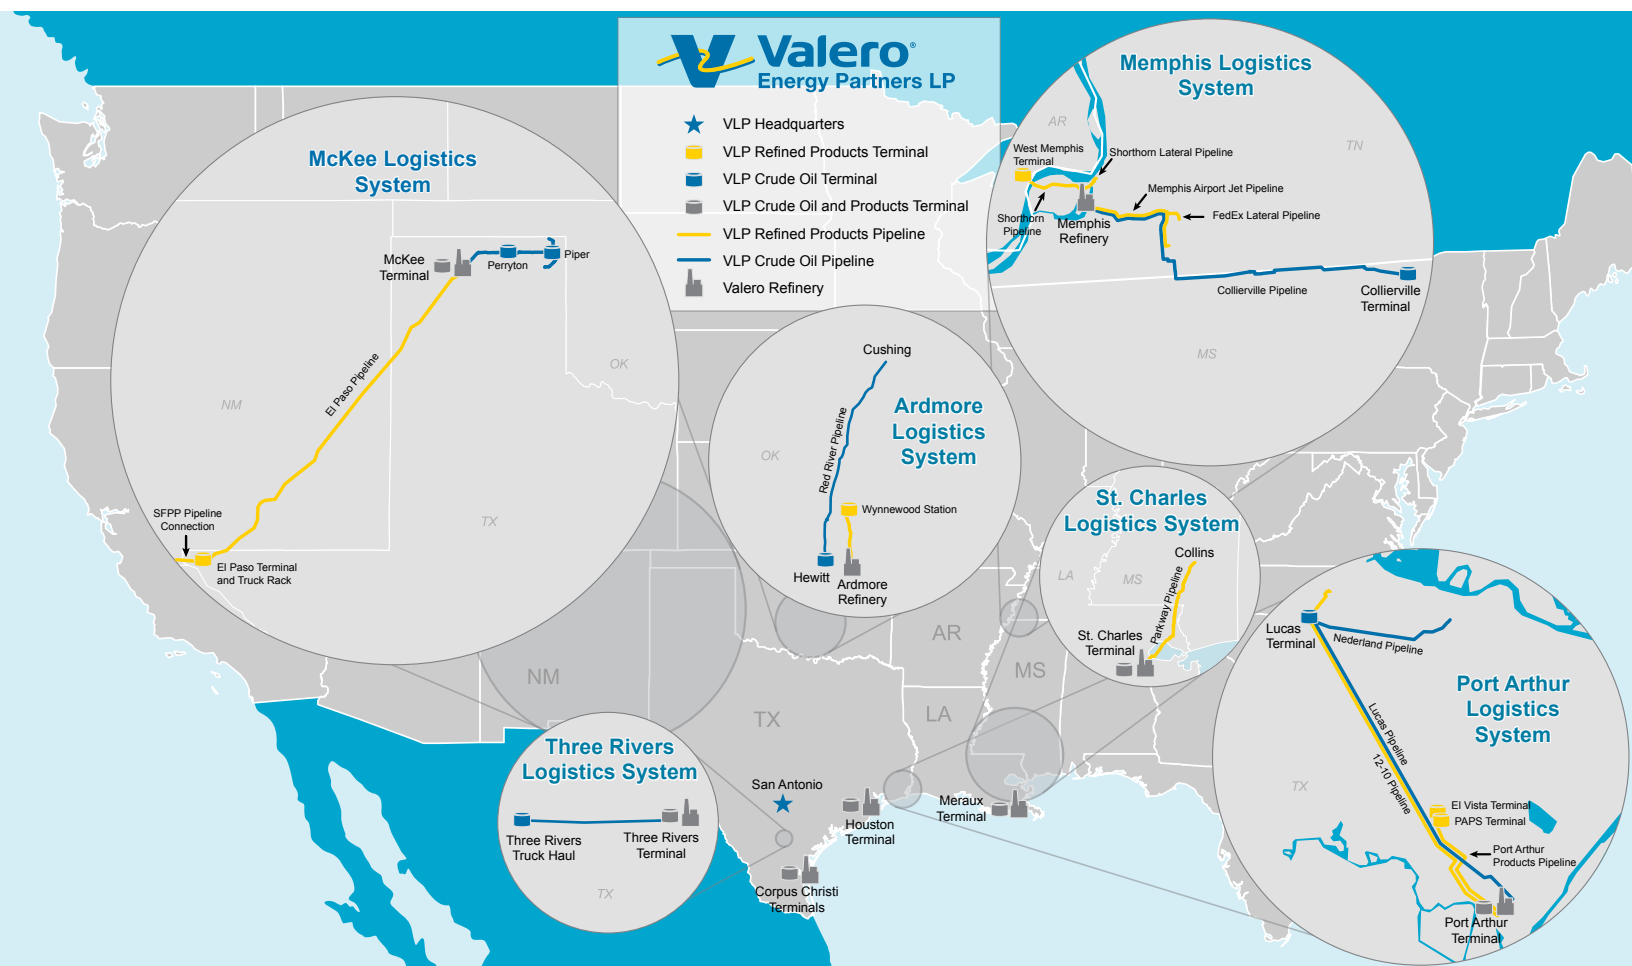 Valero®
Energy Partners LP
VLP Headquarters
VLP Refined Products Terminal
VLP Crude Oil Terminal
VLP Crude Oil and Products Terminal
VLP Refined Products Pipeline
VLP Crude Oil Pipeline
Valero Refinery
McKee Logistics
System
McKee
Terminal
Perryton
Piper
El Paso Pipeline
NM
OK
TX
SFPP Pipeline
Connection
El Paso Terminal
and Truck Rack
Memphis Logistics
System
AR
TN
West Memphis
Terminal
Shorthorn Lateral Pipeline
Memphis Airport Jet Pipeline
FedEx Lateral Pipeline
Shorthorn
Pipeline
Memphis
Refinery
Collierville Pipeline
Collierville
Terminal
MS
Cushing
Ardmore
Logistics
System
OK
Red River Pipeline
Wynnewood Station
Hewitt
Ardmore
Refinery
St. Charles
Logistics System
Collins
LA
MS
Parkway Pipeline
St. Charles
Terminal
Lucas
Terminal
Nederland Pipeline
Port Arthur
Logistics
System
Lucas Pipeline
12-10 Pipeline
TX
El Vista Terminal
PAPS Terminal
Port Arthur
Products Pipeline
Port Arthur
Terminal
Three Rivers
Logistics System
Three Rivers
Truck Haul
Three Rivers
Terminal
TX
NM
TX
AR
LA
MS
San Antonio
Houston
Terminal
Meraux
Terminal
Corpus Christi
Terminals